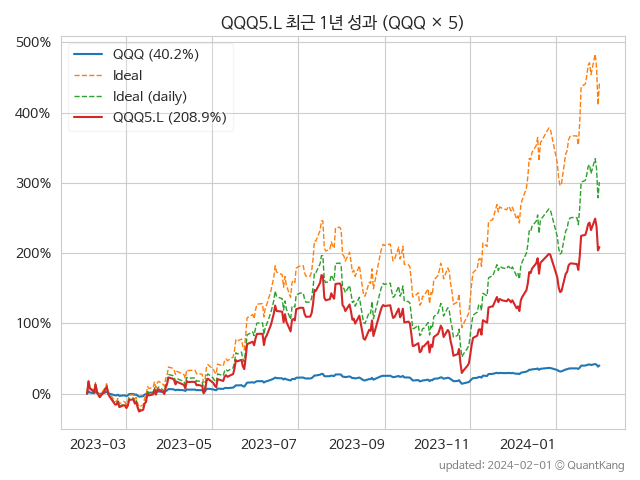 QQQ5.L 최근 1년 성과 (QQQ × 5)
500%
400%
300%
200%
100%
0%
QQQ (40.2%)
Ideal
Ideal (daily)
QQQ5.L (208.9%)
2023-03 2023-05 2023-07 2023-09 2023-11 2024-01
updated: 2024-02-01 © QuantKang